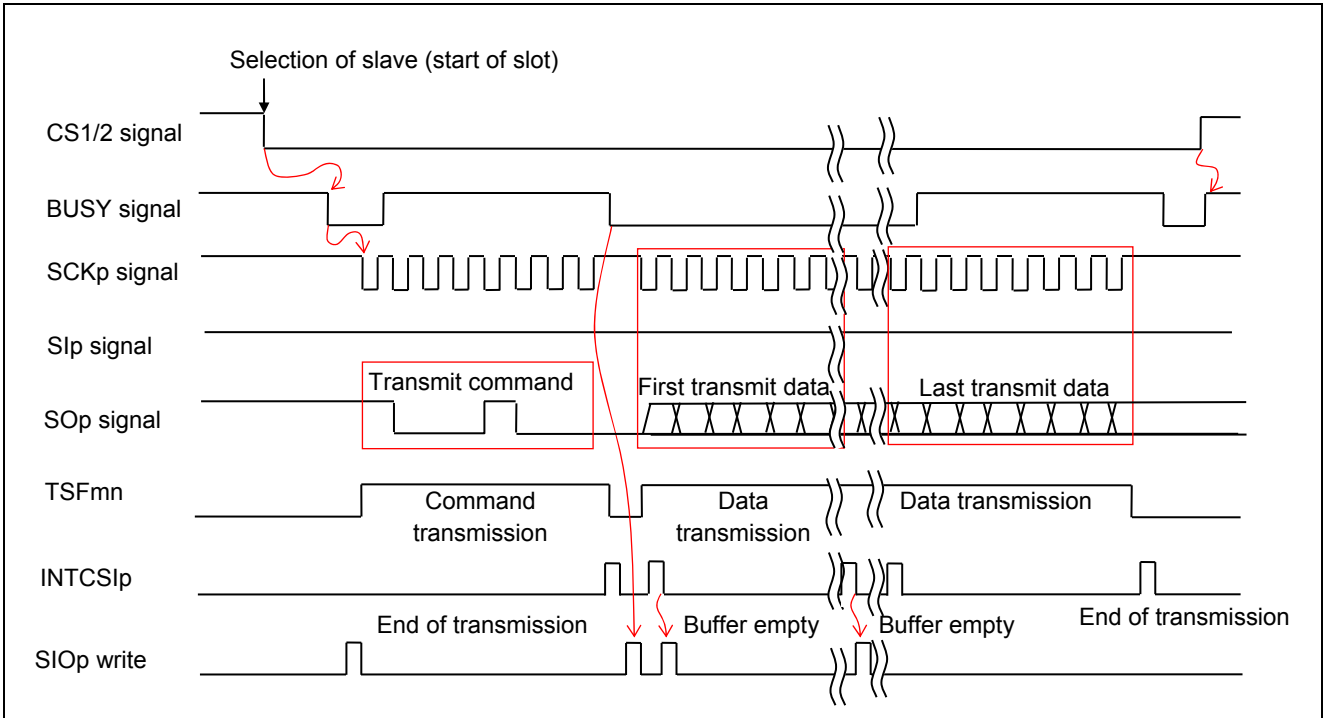 Selection of slave (start of slot)
CS1/2 signal
BUSY signal
SCKp signal
SIp signal
Transmit command
First transmit data
Last transmit data
SOp signal
TSFmn
Command
transmission
Data
transmission
Data transmission
INTCSIp
End of transmission
Buffer empty
Buffer empty
End of transmission
SIOp write